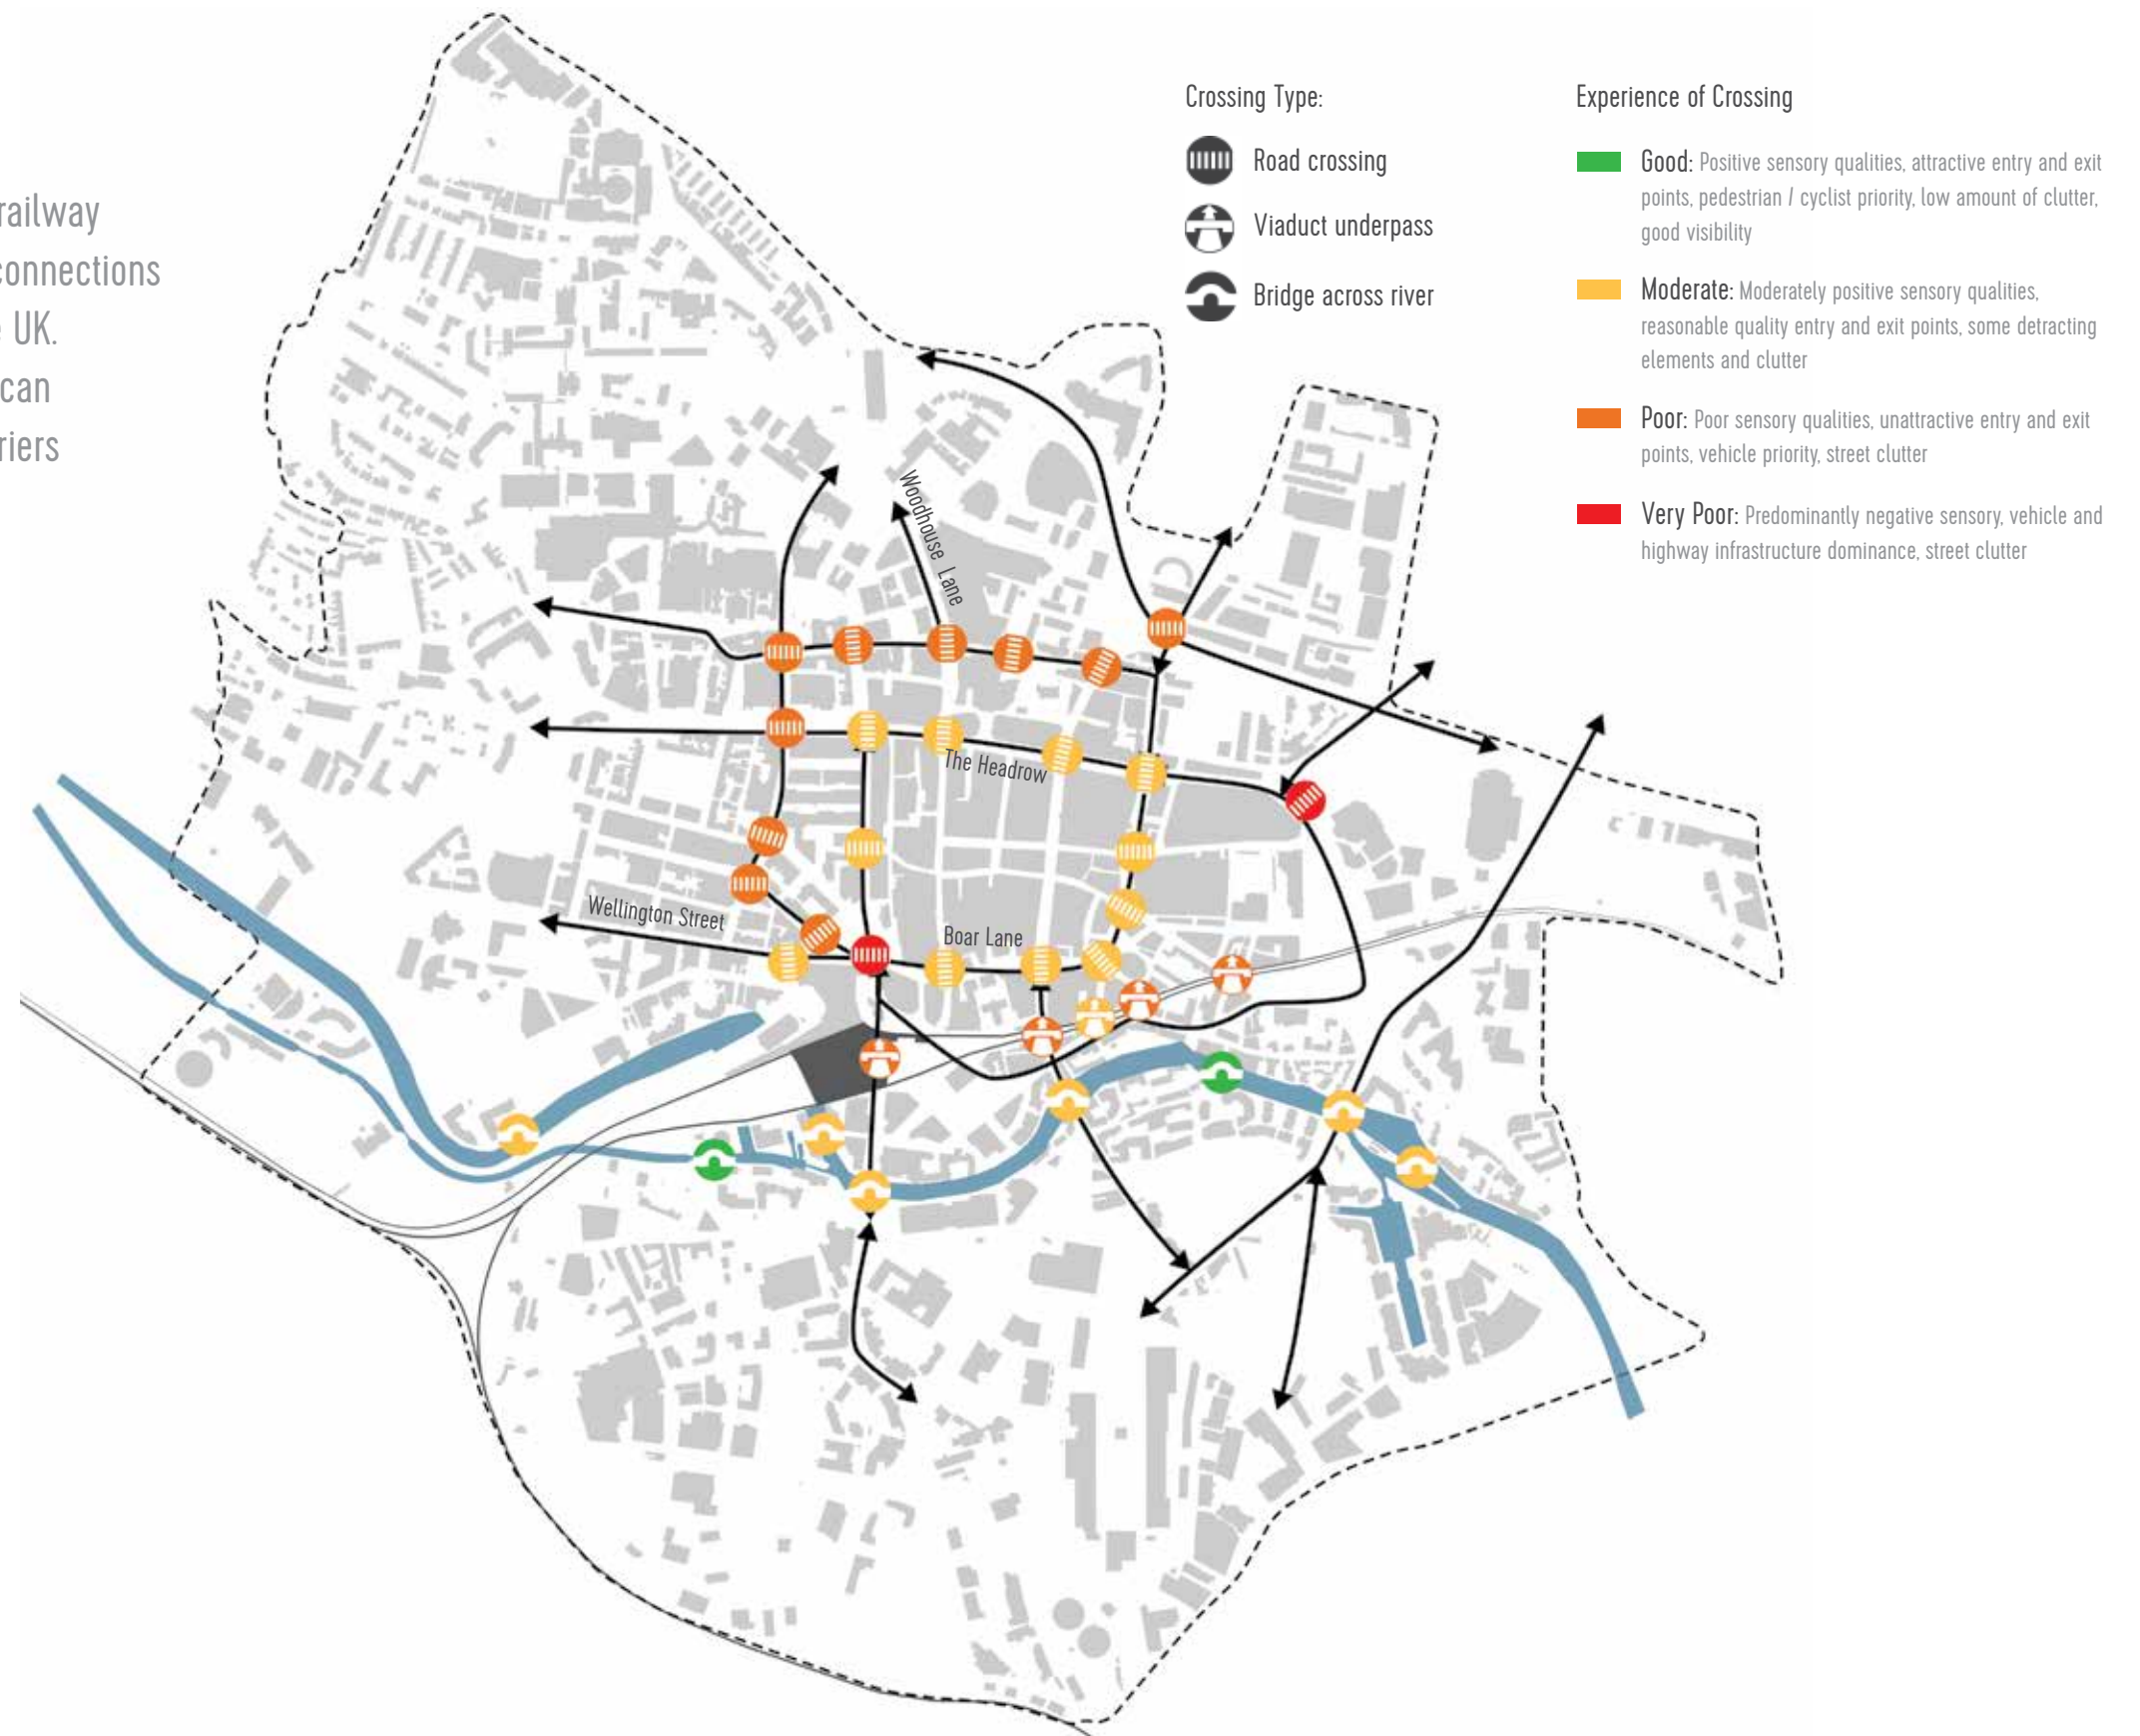 railway
connections
UK.
can
riers
Crossing Type:
Road crossing
Viaduct underpass
Bridge across river
Experience of Crossing
Good: Positive sensory qualities, attractive entry and exit
points, pedestrian / cyclist priority, low amount of clutter,
good visibility
Moderate: Moderately positive sensory qualities,
reasonable quality entry and exit points, some detracting
elements and clutter
Poor: Poor sensory qualities, unattractive entry and exit
points, vehicle priority, street clutter
Very Poor: Predominantly negative sensory, vehicle and
highway infrastructure dominance, street clutter
Woodhouse Lane
The Headrow
Wellington Street
Boar Lane